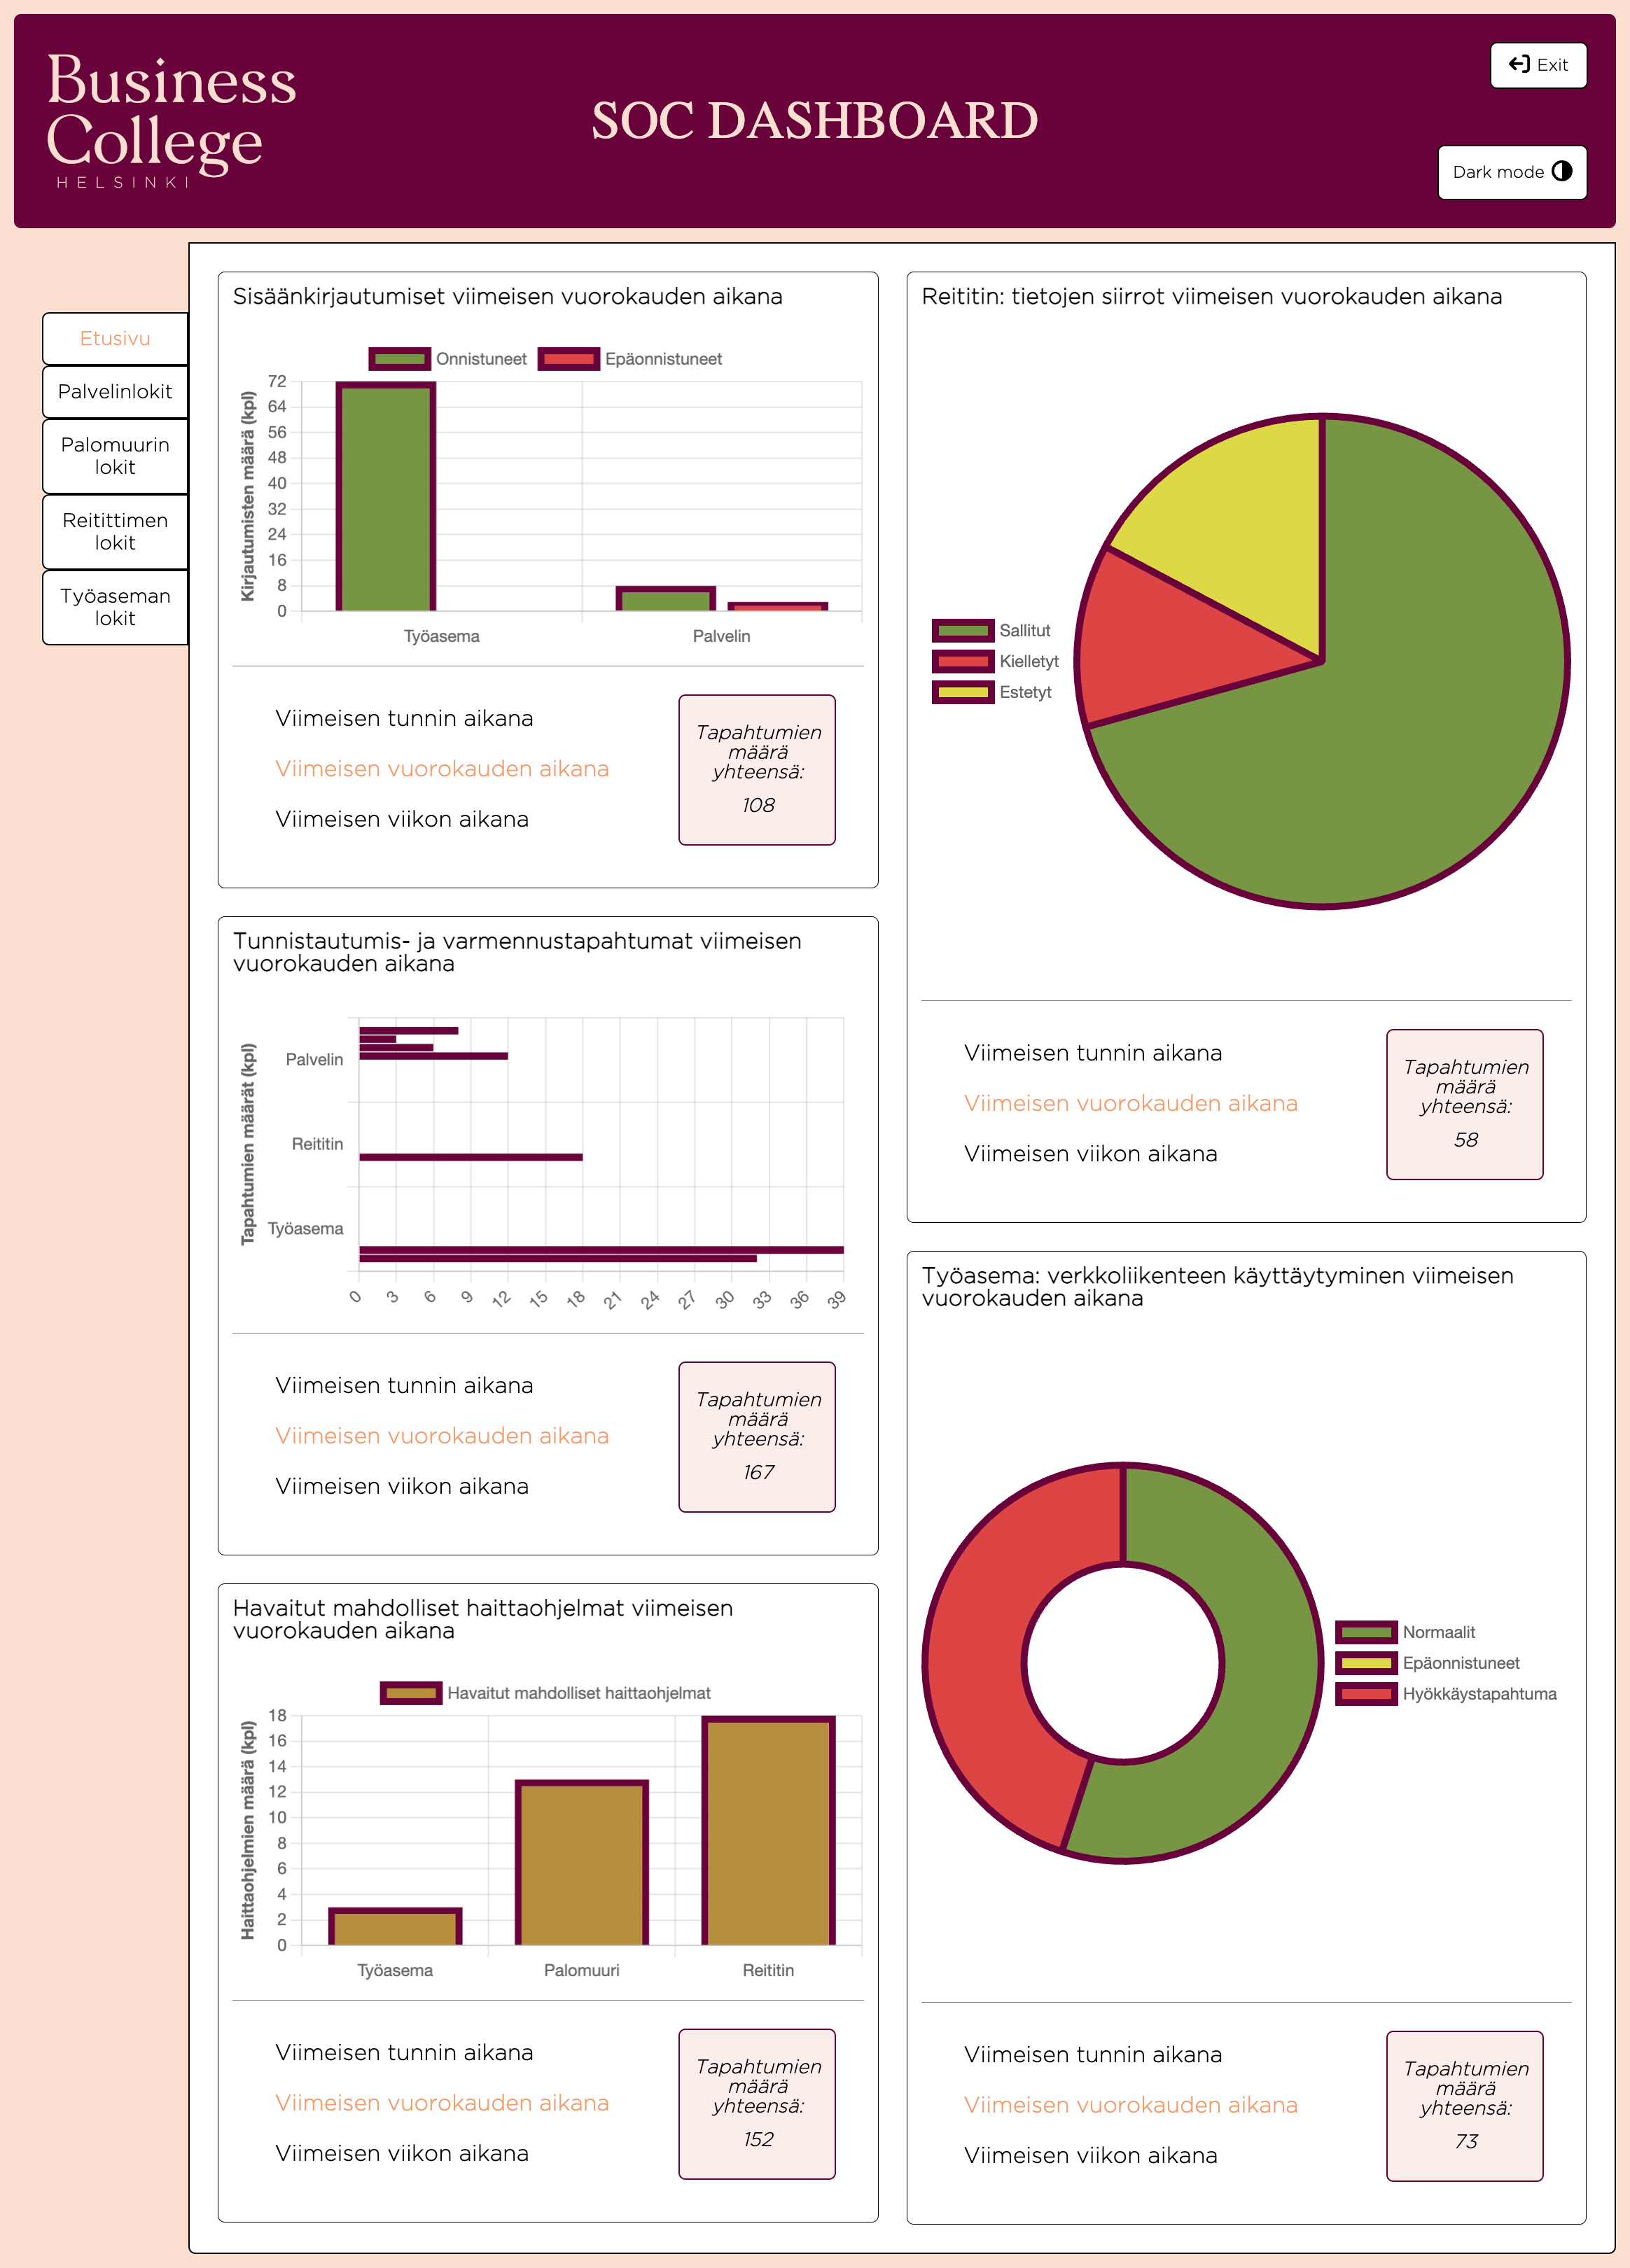 Business
College
HELSINKI
SOC DASHBOARD
Exit
Dark mode
Etusivu
Palvelinlokit
Palomuurin
lokit
Reitittimen
lokit
Työaseman
lokit
Sisäänkirjautumiset viimeisen vuorokauden aikana
Onnistuneet
Epäonnistuneet
Kirjautumisten määrä (kpl)
72
64
56
48
40
32
24
16
8
0
Työasema
Palvelin
Viimeisen tunnin aikana
Viimeisen vuorokauden aikana
Viimeisen viikon aikana
Tapahtumien
määrä
yhteensä:
108
Tunnistautumis- ja varmennustapahtumat viimeisen
vuorokauden aikana
Tapahtumien määrät (kpl)
Palvelin
Reititin
Työasema
0
3
6
9
12
15
18
21
24
27
30
33
36
39
Viimeisen tunnin aikana
Viimeisen vuorokauden aikana
Viimeisen viikon aikana
Tapahtumien
määrä
yhteensä:
167
Havaitut mahdolliset haittaohjelmat viimeisen
vuorokauden aikana
Havaitut mahdolliset haittaohjelmat
Haittaohjelmien määrä (kpl)
18
16
14
12
10
8
6
4
2
0
Työasema
Palomuuri
Reititin
Viimeisen tunnin aikana
Viimeisen vuorokauden aikana
Viimeisen viikon aikana
Tapahtumien
määrä
yhteensä:
152
Reititin: tietojen siirrot viimeisen vuorokauden aikana
Sallitut
Kielletyt
Estetyt
Viimeisen tunnin aikana
Viimeisen vuorokauden aikana
Viimeisen viikon aikana
Tapahtumien
määrä
yhteensä:
58
Työasema: verkkoliikenteen käyttäytyminen viimeisen
vuorokauden aikana
Normaalit
Epäonnistuneet
Hyökkäystapahtuma
Viimeisen tunnin aikana
Viimeisen vuorokauden aikana
Viimeisen viikon aikana
Tapahtumien
määrä
yhteensä:
73